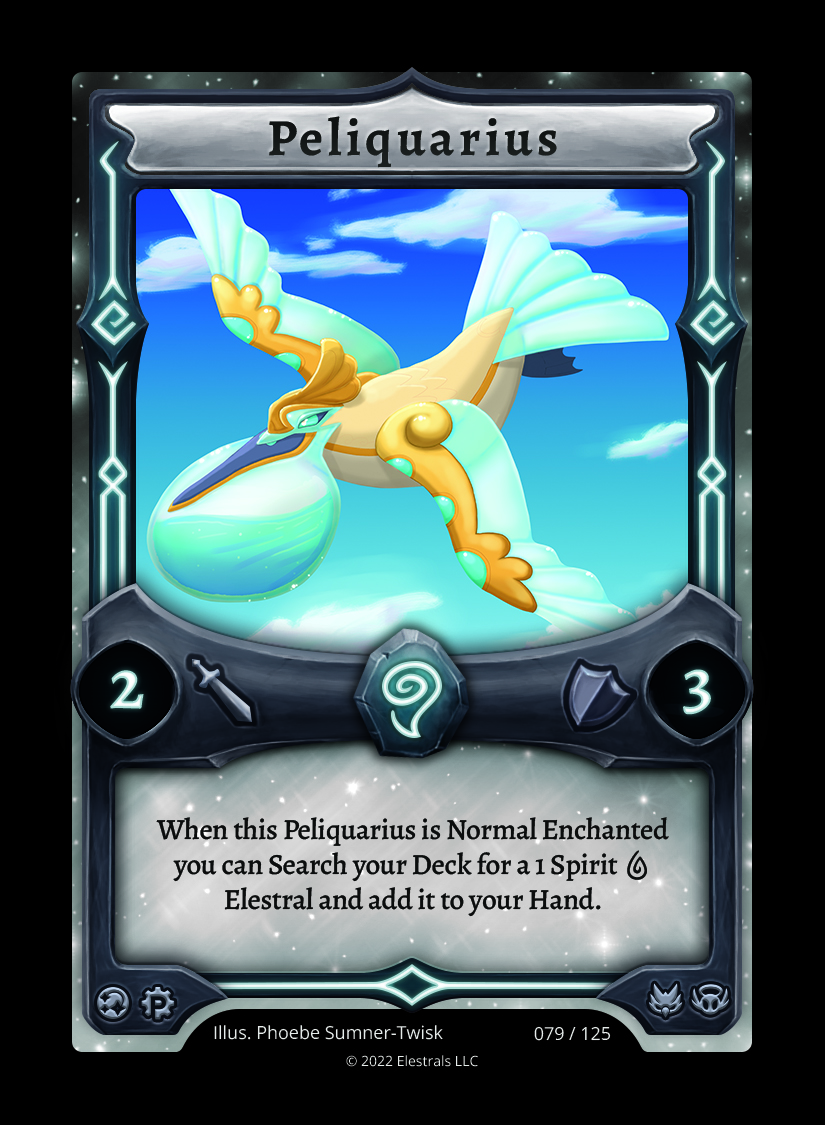 Peliquarius
2
3
When this Peliquarius is Normal Enchanted
you can Search your Deck for a 1 Spirit
Elestral and add it to your Hand.
P
Illus. Phoebe Sumner-Twisk
079 / 125
© 2022 Elestrals LLC